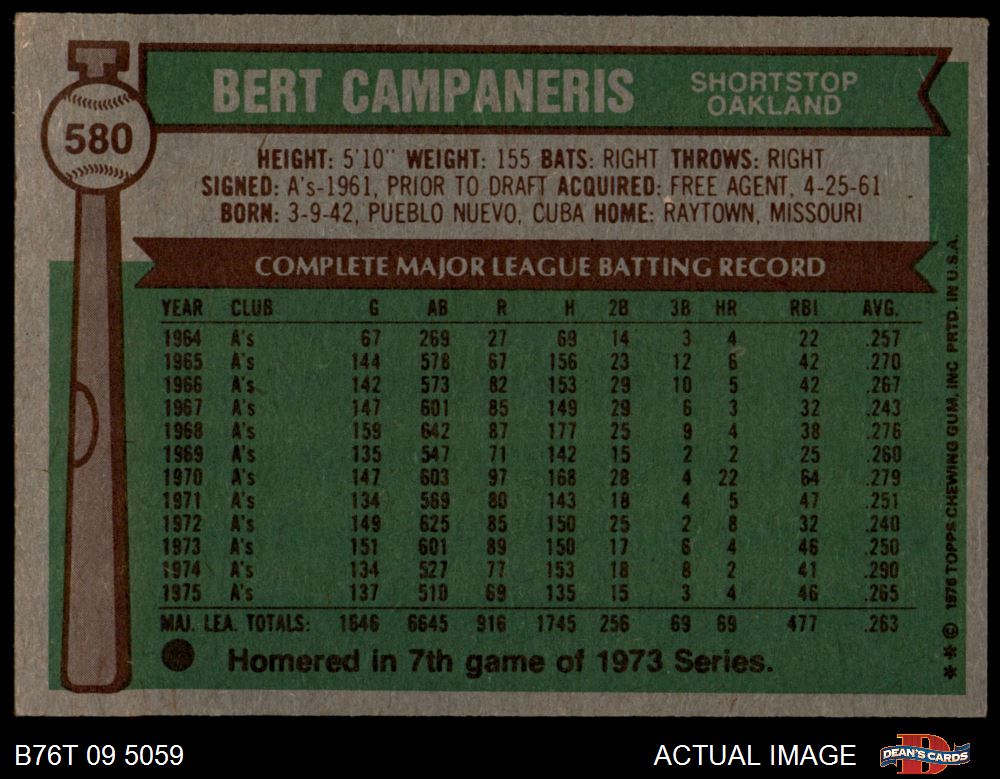 580
BERT CAMPANERIS
SHORTSTOP
OAKLAND
HEIGHT: 5'10" WEIGHT: 155 BATS: RIGHT THROWS: RIGHT
SIGNED: A's-1961, PRIOR TO DRAFT ACQUIRED: FREE AGENT, 4-25-61
BORN: 3-9-42, PUEBLO NUEVO, CUBA HOME: RAYTOWN, MISSOURI
COMPLETE MAJOR LEAGUE BATTING RECORD
YEAR CLUB G AB R H 2B 3B HR RBI AVG.
1964 A's 67 269 27 69 14 3 4 22 .257
1965 A's 144 578 67 156 23 12 6 42 .270
1966 A's 142 573 82 153 29 10 5 42 .267
1967 A's 147 601 85 149 29 6 3 32 .243
1968 A's 159 642 87 177 25 9 4 38 .276
1969 A's 135 547 71 142 15 2 2 25 .260
1970 A's 147 603 97 168 28 4 22 64 .279
1971 A's 134 569 80 143 18 4 5 47 .251
1972 A's 149 625 85 150 25 2 8 32 .240
1973 A's 151 601 89 150 17 6 4 46 .250
1974 A's 134 527 77 153 18 8 2 41 .290
1975 A's 137 510 69 135 15 3 4 46 .265
MAJ. LEA. TOTALS: 1646 6645 916 1745 256 69 69 477 .263
Homered in 7th game of 1973 Series.
* * © 1976 TOPPS CHEWING GUM, INC PRTD. IN U.S.A.
B76T 09 5059
ACTUAL IMAGE
DEAN'S CARDS